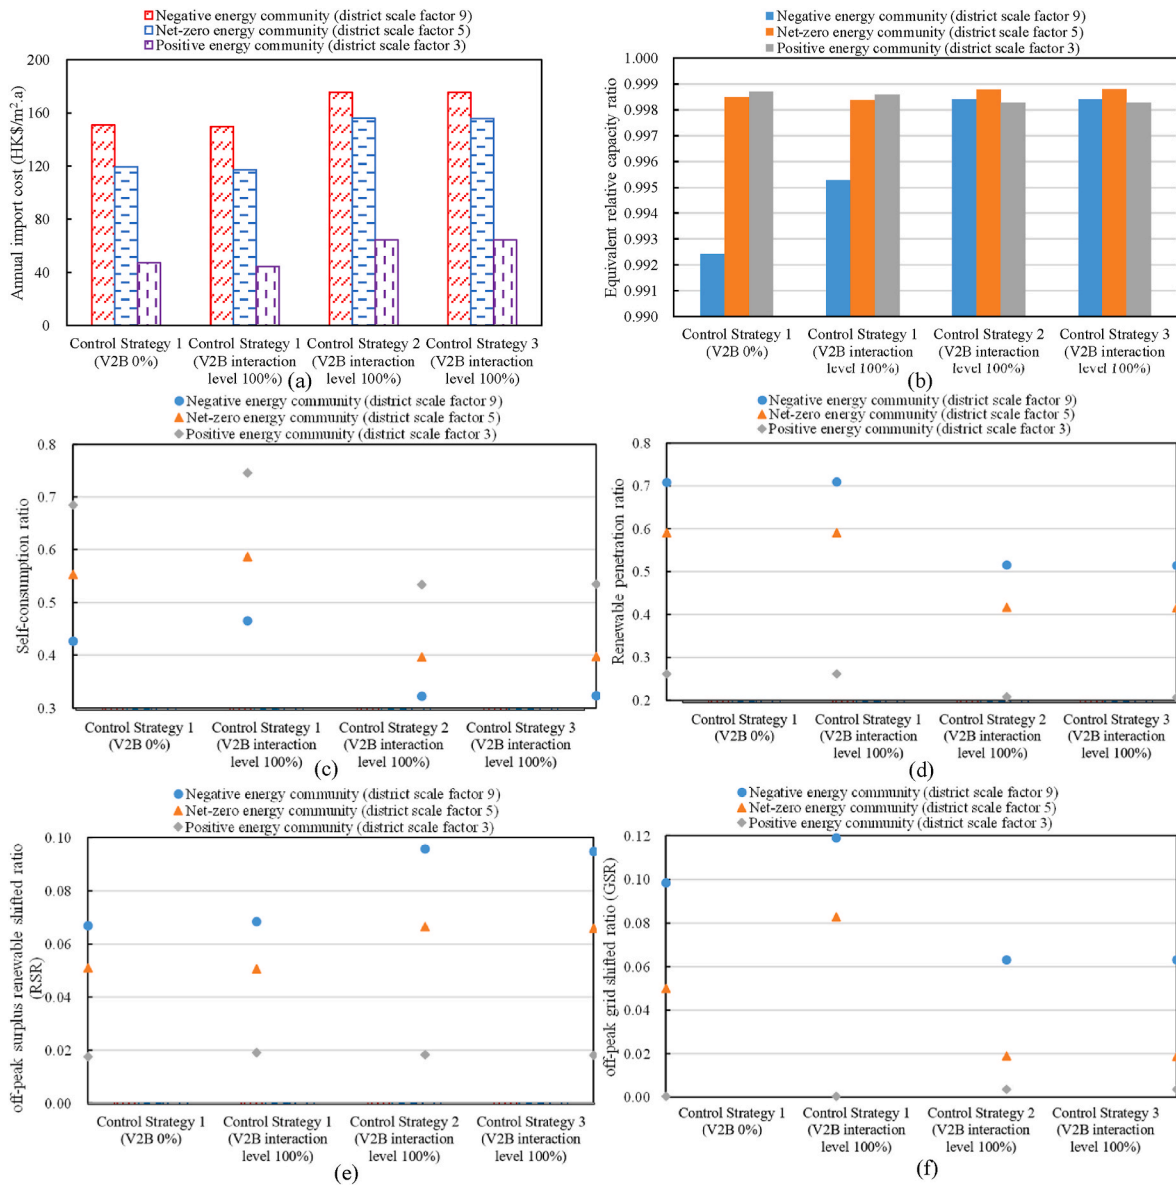 Negative energy community (district scale factor 9)
Net-zero energy community (district scale factor 5)
Positive energy community (district scale factor 3)
Annual import cost (HK$/m².a)
200
160
120
80
40
0
Control Strategy 1
(V2B 0%)
Control Strategy 1
(V2B interaction
level 100%)
Control Strategy 2
(V2B interaction
level 100%)
Control Strategy 3
(V2B interaction
level 100%)
(a)
Negative energy community (district scale factor 9)
Net-zero energy community (district scale factor 5)
Positive energy community (district scale factor 3)
Equivalent relative capacity ratio
1.000
0.999
0.998
0.997
0.996
0.995
0.994
0.993
0.992
0.991
0.990
Control Strategy 1
(V2B 0%)
Control Strategy 1
(V2B interaction
level 100%)
Control Strategy 2
(V2B interaction
level 100%)
Control Strategy 3
(V2B interaction
level 100%)
(b)
Negative energy community (district scale factor 9)
Net-zero energy community (district scale factor 5)
Positive energy community (district scale factor 3)
Self-consumption ratio
0.8
0.7
0.6
0.5
0.4
0.3
Control Strategy 1
(V2B 0%)
Control Strategy 1
(V2B interaction
level 100%)
Control Strategy 2
(V2B interaction
level 100%)
Control Strategy 3
(V2B interaction
level 100%)
(c)
Negative energy community (district scale factor 9)
Net-zero energy community (district scale factor 5)
Positive energy community (district scale factor 3)
Renewable penetration ratio
0.8
0.7
0.6
0.5
0.4
0.3
0.2
Control Strategy 1
(V2B 0%)
Control Strategy 1
(V2B interaction
level 100%)
Control Strategy 2
(V2B interaction
level 100%)
Control Strategy 3
(V2B interaction
level 100%)
(d)
Negative energy community (district scale factor 9)
Net-zero energy community (district scale factor 5)
Positive energy community (district scale factor 3)
off-peak surplus renewable shifted ratio
(RSR)
0.10
0.08
0.06
0.04
0.02
0.00
Control Strategy 1
(V2B 0%)
Control Strategy 1
(V2B interaction
level 100%)
Control Strategy 2
(V2B interaction
level 100%)
Control Strategy 3
(V2B interaction
level 100%)
(e)
Negative energy community (district scale factor 9)
Net-zero energy community (district scale factor 5)
Positive energy community (district scale factor 3)
off-peak grid shifted ratio (GSR)
0.12
0.10
0.08
0.06
0.04
0.02
0.00
Control Strategy 1
(V2B 0%)
Control Strategy 1
(V2B interaction
level 100%)
Control Strategy 2
(V2B interaction
level 100%)
Control Strategy 3
(V2B interaction
level 100%)
(f)